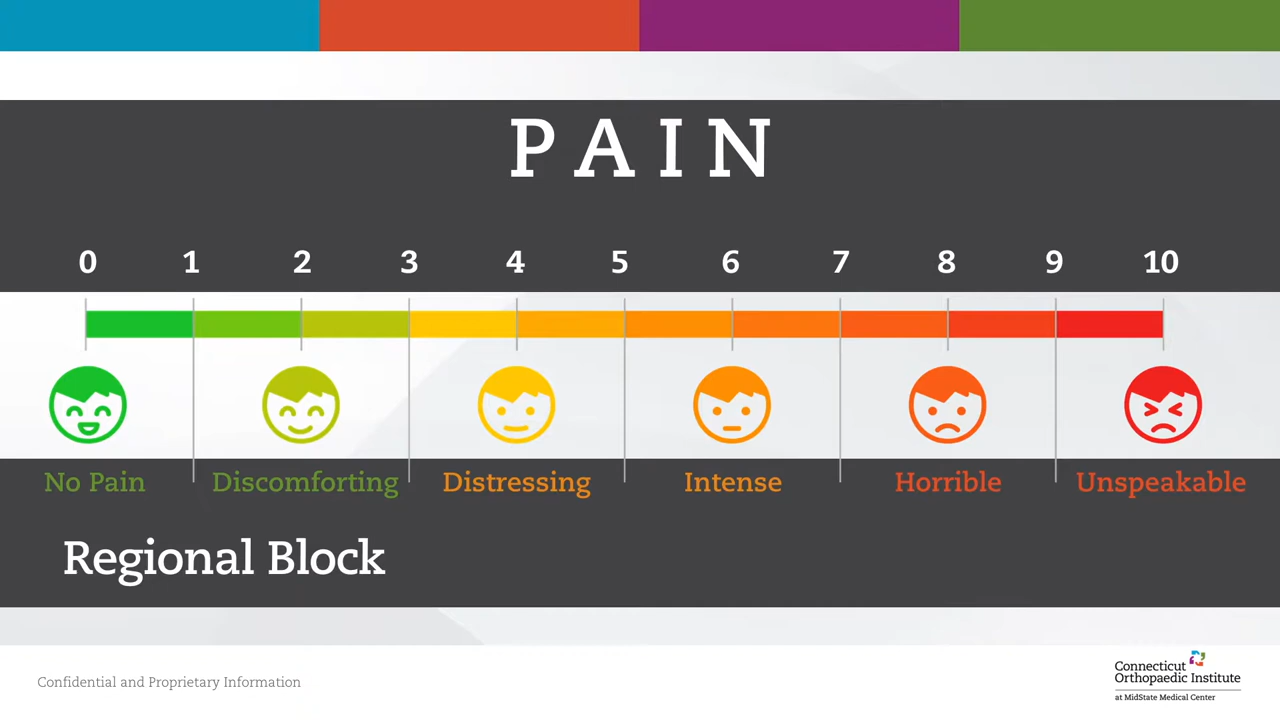 PAIN
0 1 2 3 4 5 6 7 8 9 10
No Pain Discomforting Distressing Intense Horrible Unspeakable
Regional Block
Confidential and Proprietary Information
Connecticut
Orthopaedic Institute
at MidState Medical Center